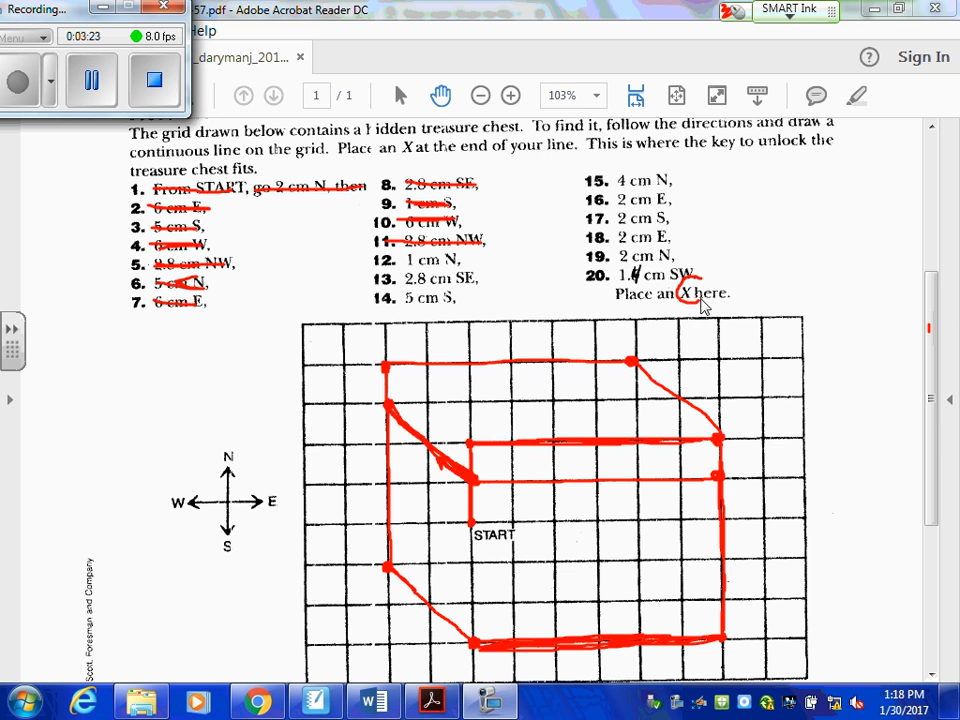 Recording...
57.pdf - Adobe Acrobat Reader DC
SMART Ink
Menu
0:03:23
8.0 fps
Help
_darymanj_201... ×
Sign In
1 / 1
103%
The grid drawn below contains a hidden treasure chest. To find it, follow the directions and draw a
continuous line on the grid. Place an X at the end of your line. This is where the key to unlock the
treasure chest fits.
1. From START, go 2 cm N, then
2. 6 cm E,
3. 5 cm S,
4. 6 cm W,
5. 2.8 cm NW,
6. 5 cm N,
7. 6 cm E,
8. 2.8 cm SE,
9. 1 cm S,
10. 6 cm W,
11. 2.8 cm NW,
12. 1 cm N,
13. 2.8 cm SE,
14. 5 cm S,
15. 4 cm N,
16. 2 cm E,
17. 2 cm S,
18. 2 cm E,
19. 2 cm N,
20. 1.4 cm SW
Place an X here.
N
W E
S
START
Scott, Foresman and Company
1:18 PM
1/30/2017